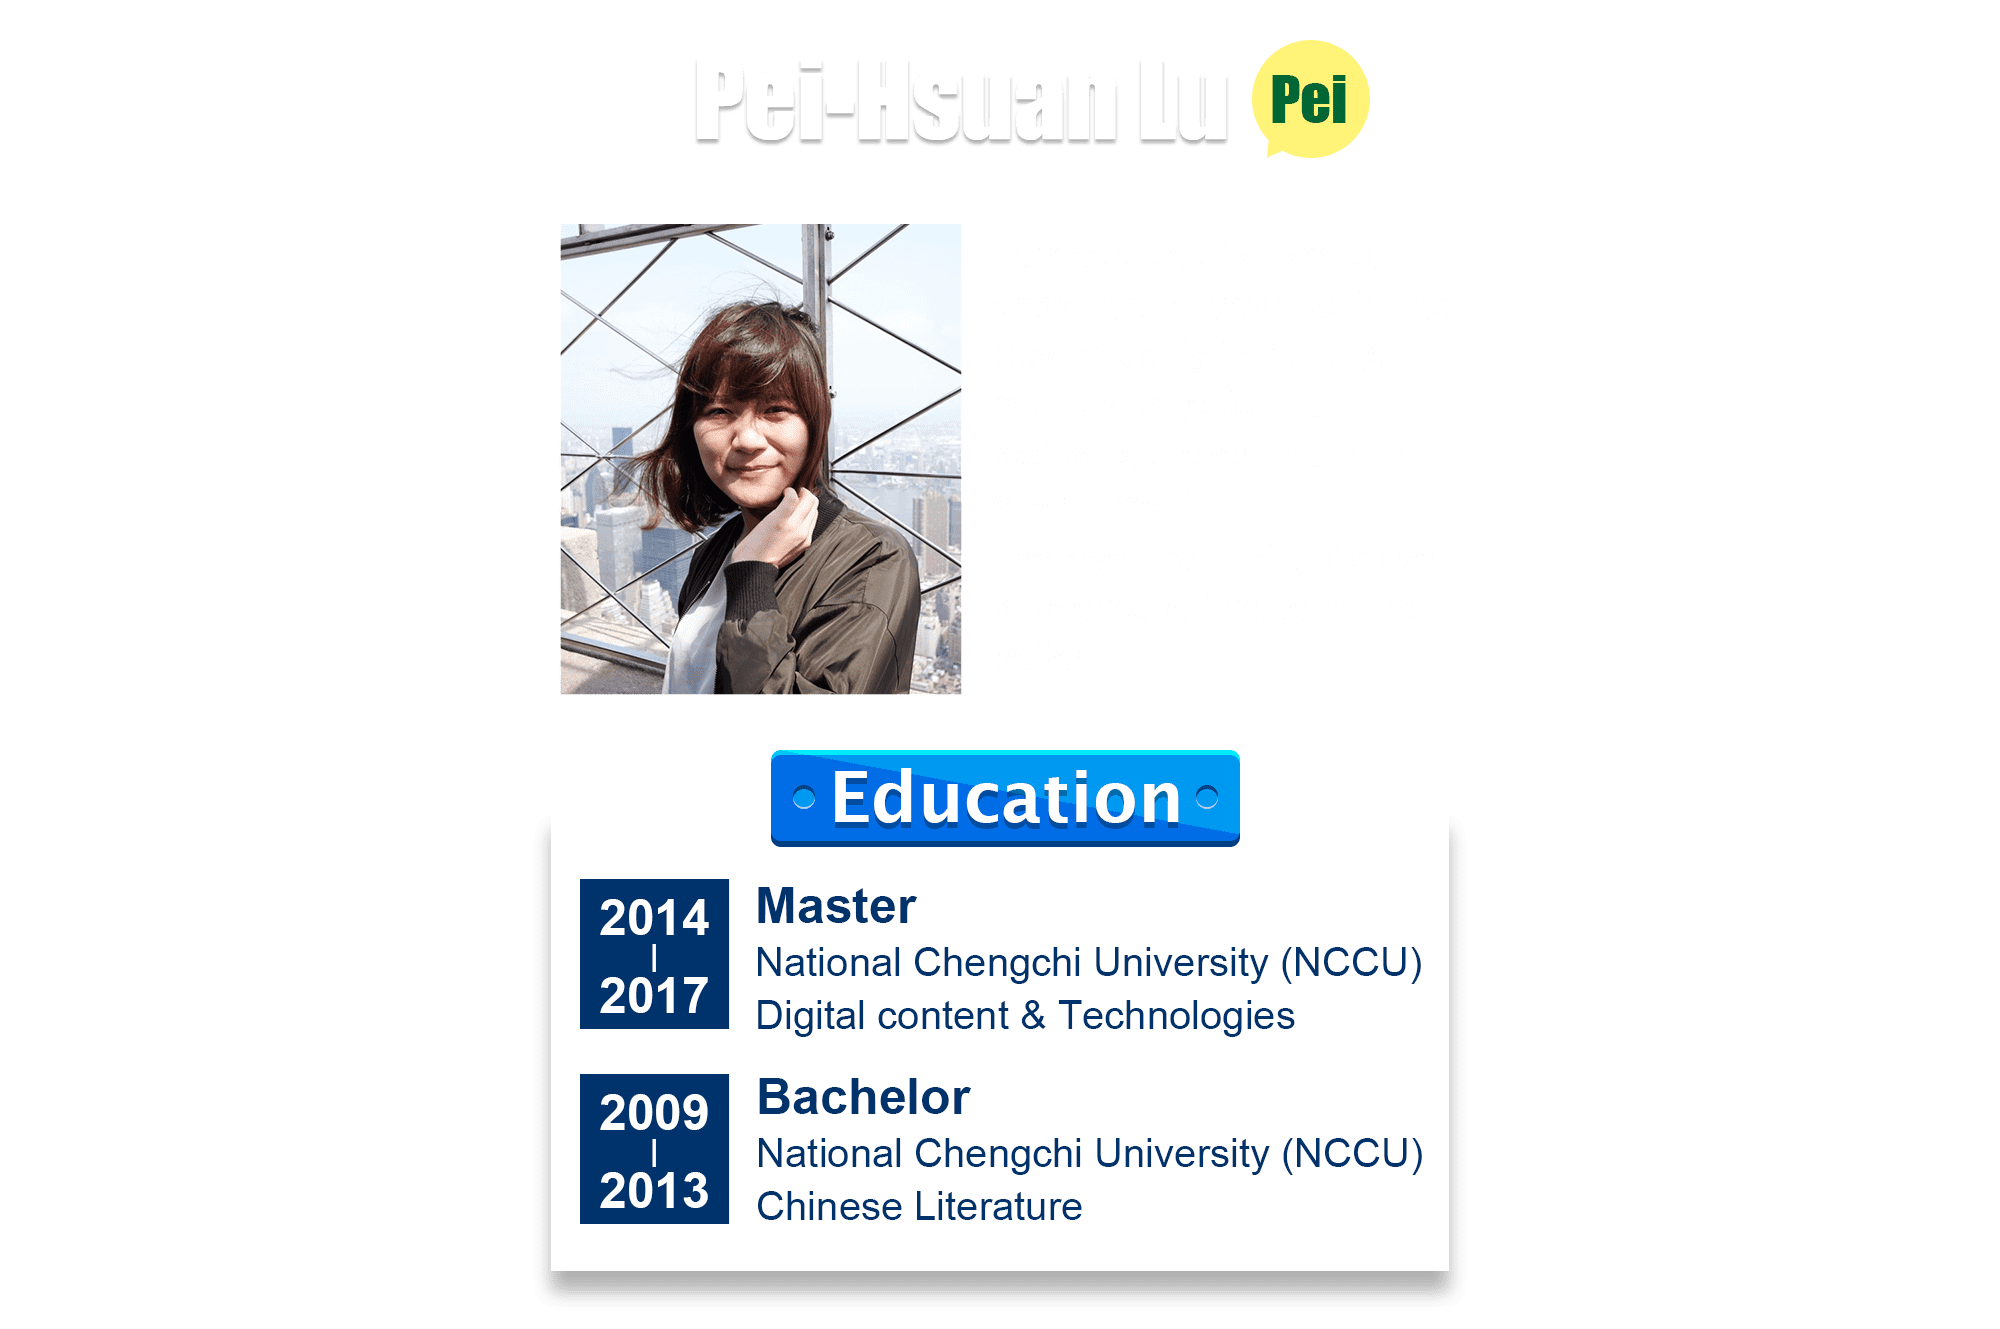 Pei-Hsuan Lu
Pei
Education
2014
|
2017
Master
National Chengchi University (NCCU)
Digital content & Technologies
2009
|
2013
Bachelor
National Chengchi University (NCCU)
Chinese Literature